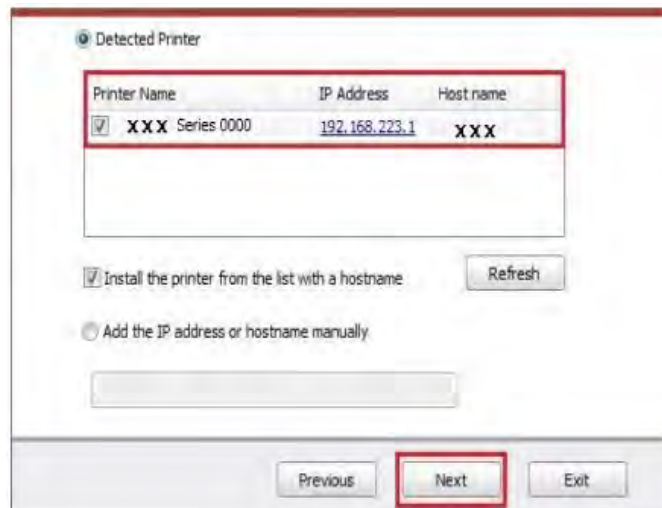 Detected Printer
Printer Name IP Address Host name
XXX Series 0000 192.168.223.1 XXX
Install the printer from the list with a hostname Refresh
Add the IP address or hostname manually
Previous Next Exit